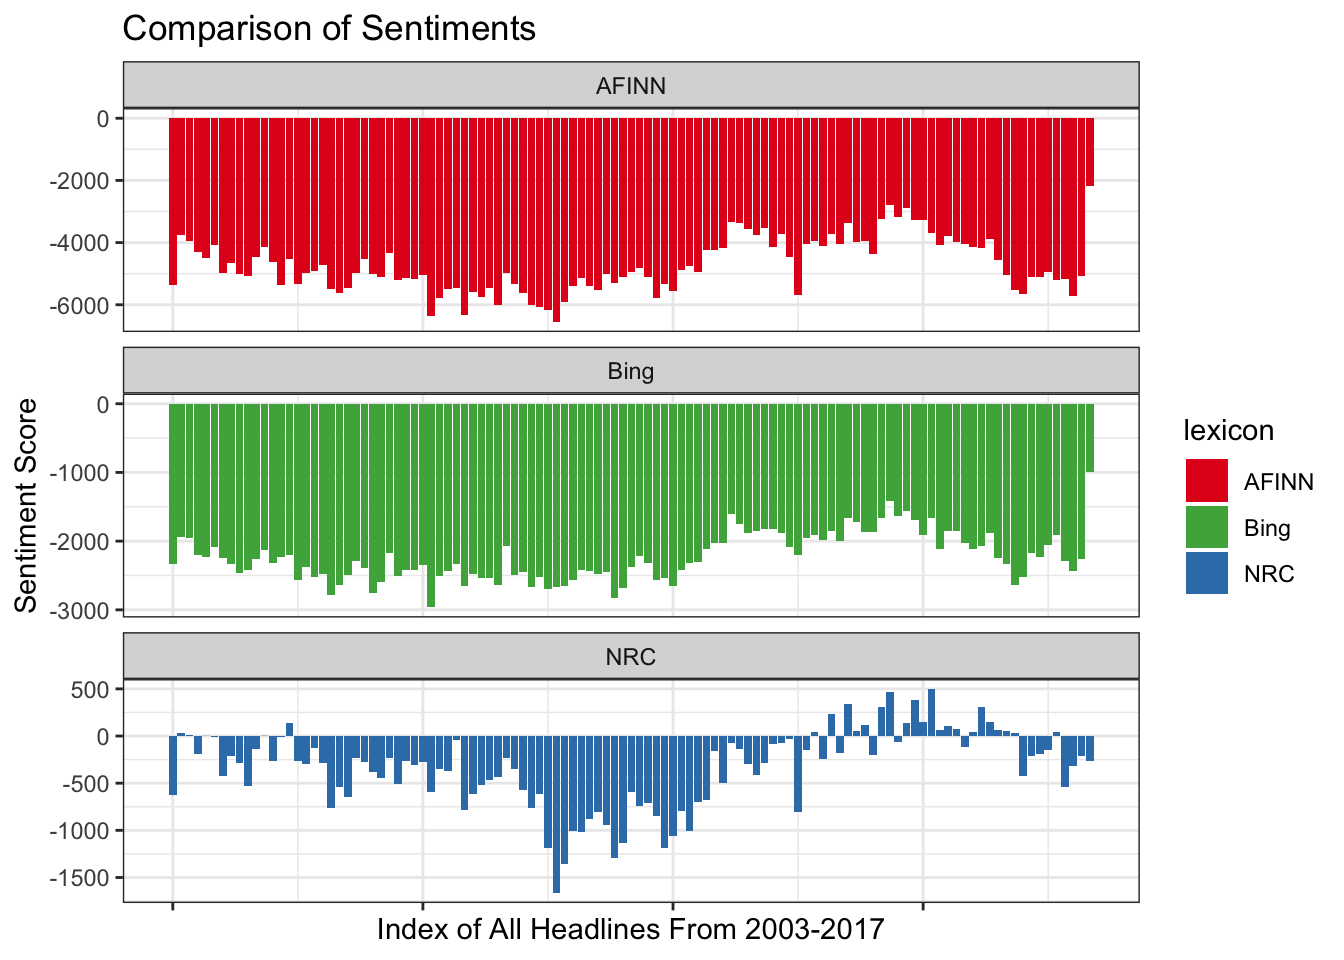 Comparison of Sentiments
AFINN
0
-2000
-4000
-6000
Bing
0
-1000
-2000
-3000
NRC
500
0
-500
-1000
-1500
Sentiment Score
Index of All Headlines From 2003-2017
lexicon
AFINN
Bing
NRC